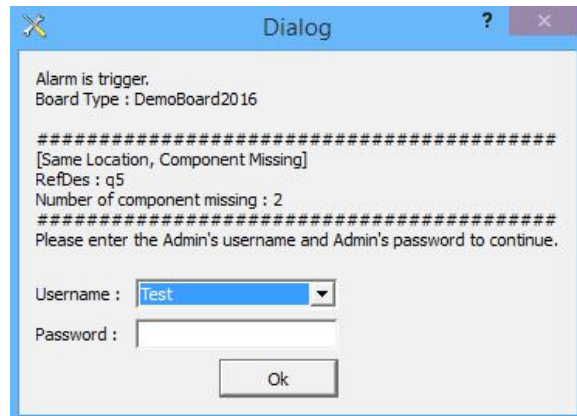 Dialog
?
Alarm is trigger.
Board Type : DemoBoard2016
##########################################
[Same Location, Component Missing]
RefDes : q5
Number of component missing : 2
##########################################
Please enter the Admin's username and Admin's password to continue.
Username : Test
Password :
Ok